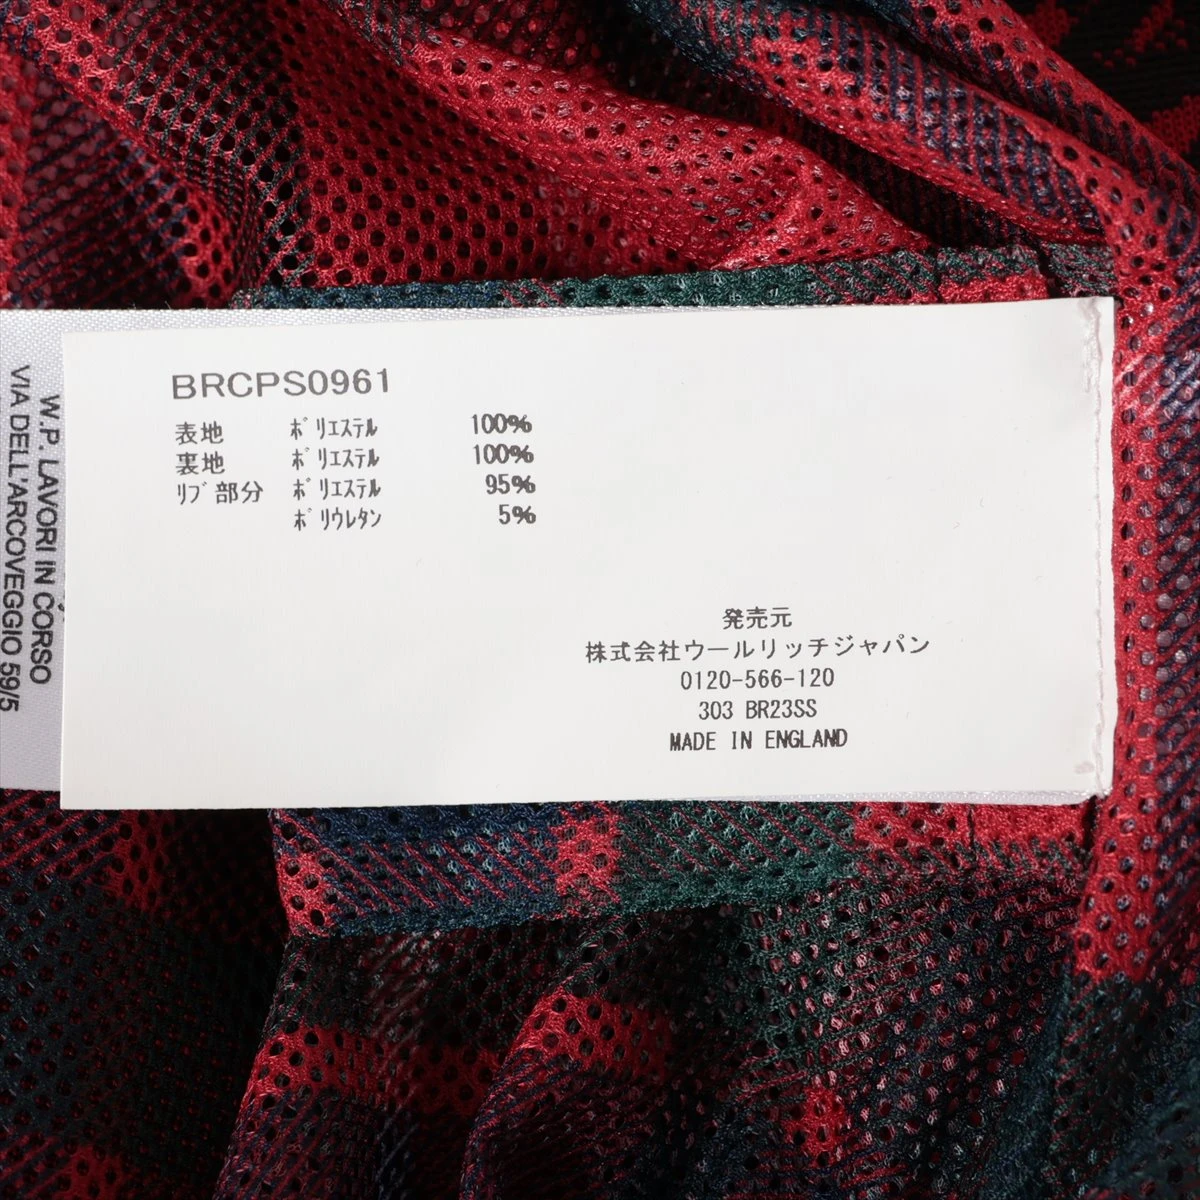 BRCPS0961
表地 ﾎﾟﾘｴｽﾃﾙ 100%
裏地 ﾎﾟﾘｴｽﾃﾙ 100%
ﾘﾌﾞ部分 ﾎﾟﾘｴｽﾃﾙ 95%
ﾎﾟﾘｳﾚﾀﾝ 5%
発売元
株式会社ウールリッチジャパン
0120-566-120
303 BR23SS
MADE IN ENGLAND
W.P. LAVORI IN CORSO
VIA DELL'ARCOVEGGIO 59/5